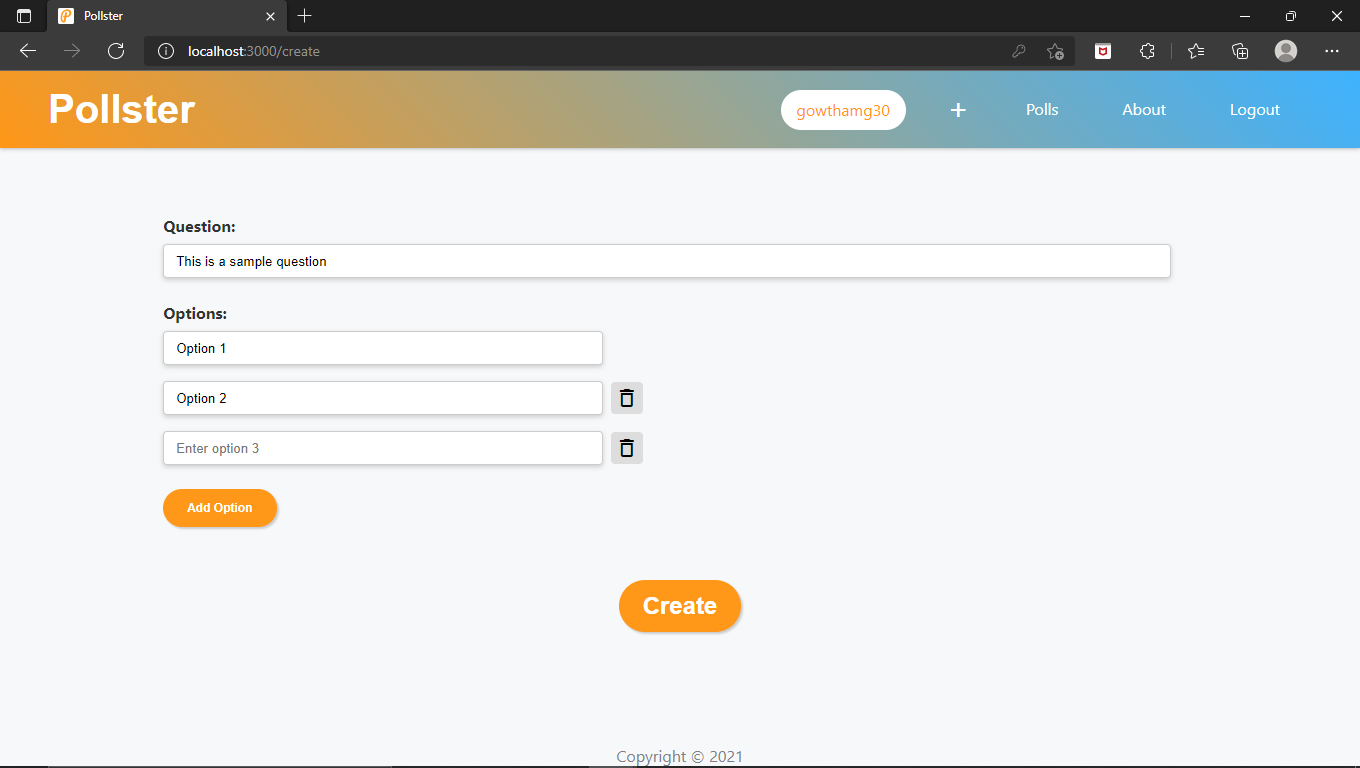 Pollster
localhost:3000/create
Pollster
gowthamg30
+
Polls
About
Logout
Question:
This is a sample question
Options:
Option 1
Option 2
Enter option 3
Add Option
Create
Copyright © 2021